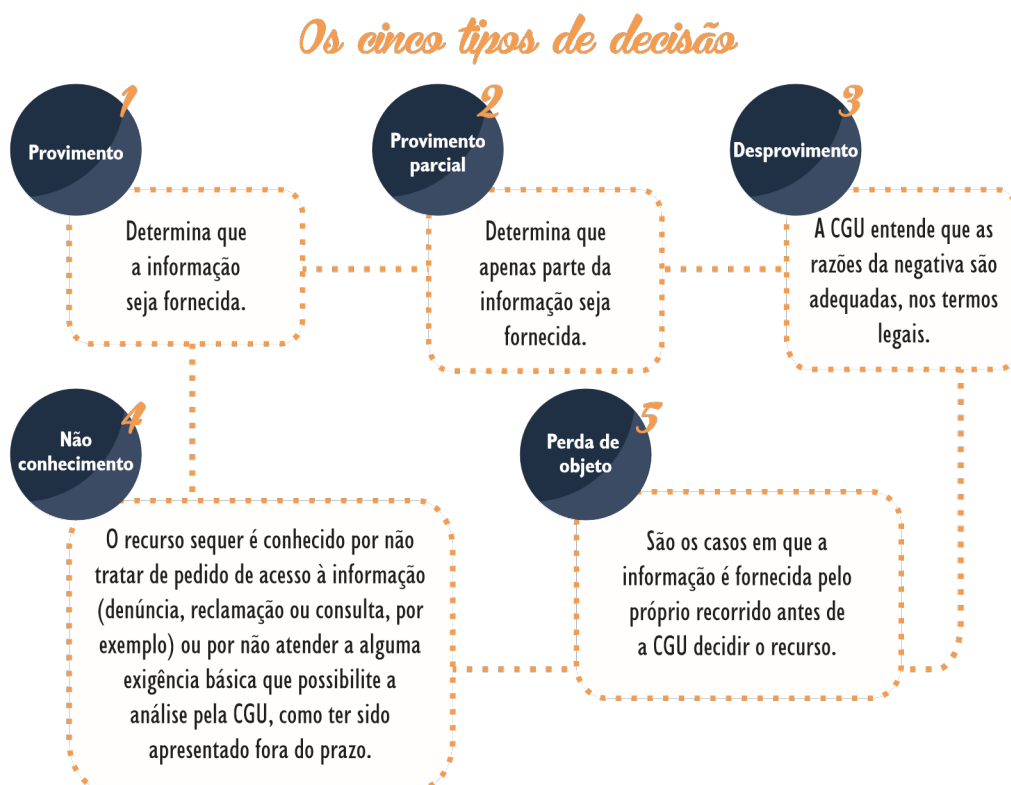 Os cinco tipos de decisão
1
Provimento
Determina que
a informação
seja fornecida.
2
Provimento
parcial
Determina que
apenas parte da
informação seja
fornecida.
3
Desprovimento
A CGU entende que as
razões da negativa são
adequadas, nos termos
legais.
4
Não
conhecimento
O recurso sequer é conhecido por não
tratar de pedido de acesso à informação
(denúncia, reclamação ou consulta, por
exemplo) ou por não atender a alguma
exigência básica que possibilite a
análise pela CGU, como ter sido
apresentado fora do prazo.
5
Perda de
objeto
São os casos em que a
informação é fornecida pelo
próprio recorrido antes de
a CGU decidir o recurso.